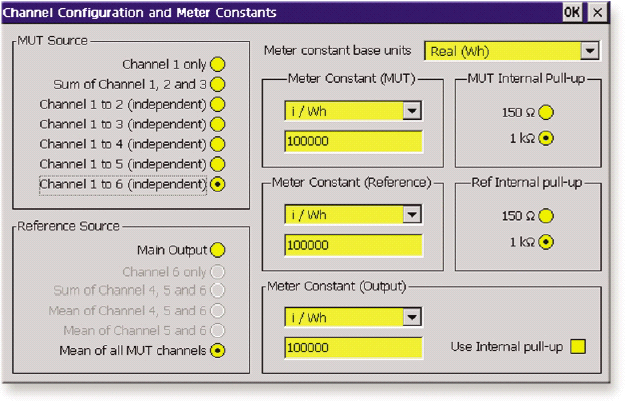 Channel Configuration and Meter Constants
OK
MUT Source
Channel 1 only
Sum of Channel 1, 2 and 3
Channel 1 to 2 (independent)
Channel 1 to 3 (independent)
Channel 1 to 4 (independent)
Channel 1 to 5 (independent)
Channel 1 to 6 (independent)
Reference Source
Main Output
Channel 6 only
Sum of Channel 4, 5 and 6
Mean of Channel 4, 5 and 6
Mean of Channel 5 and 6
Mean of all MUT channels
Meter constant base units
Real (Wh)
Meter Constant (MUT)
i / Wh
100000
MUT Internal Pull-up
150 Ω
1 kΩ
Meter Constant (Reference)
i / Wh
100000
Ref Internal pull-up
150 Ω
1 kΩ
Meter Constant (Output)
i / Wh
100000
Use Internal pull-up